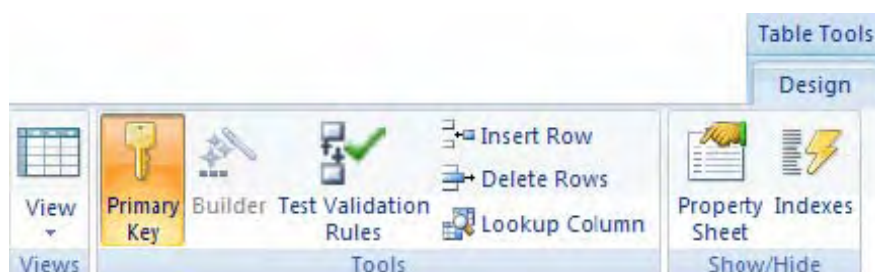 Table Tools
Design
View
Views
Primary
Key
Builder
Test Validation
Rules
Insert Row
Delete Rows
Lookup Column
Tools
Property
Sheet
Indexes
Show/Hide